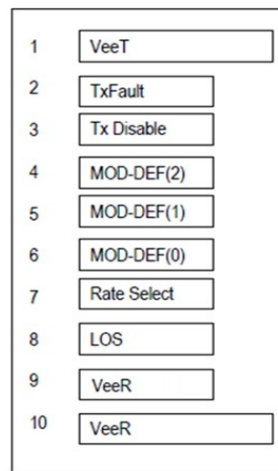 1 VeeT
2 TxFault
3 Tx Disable
4 MOD-DEF(2)
5 MOD-DEF(1)
6 MOD-DEF(0)
7 Rate Select
8 LOS
9 VeeR
10 VeeR